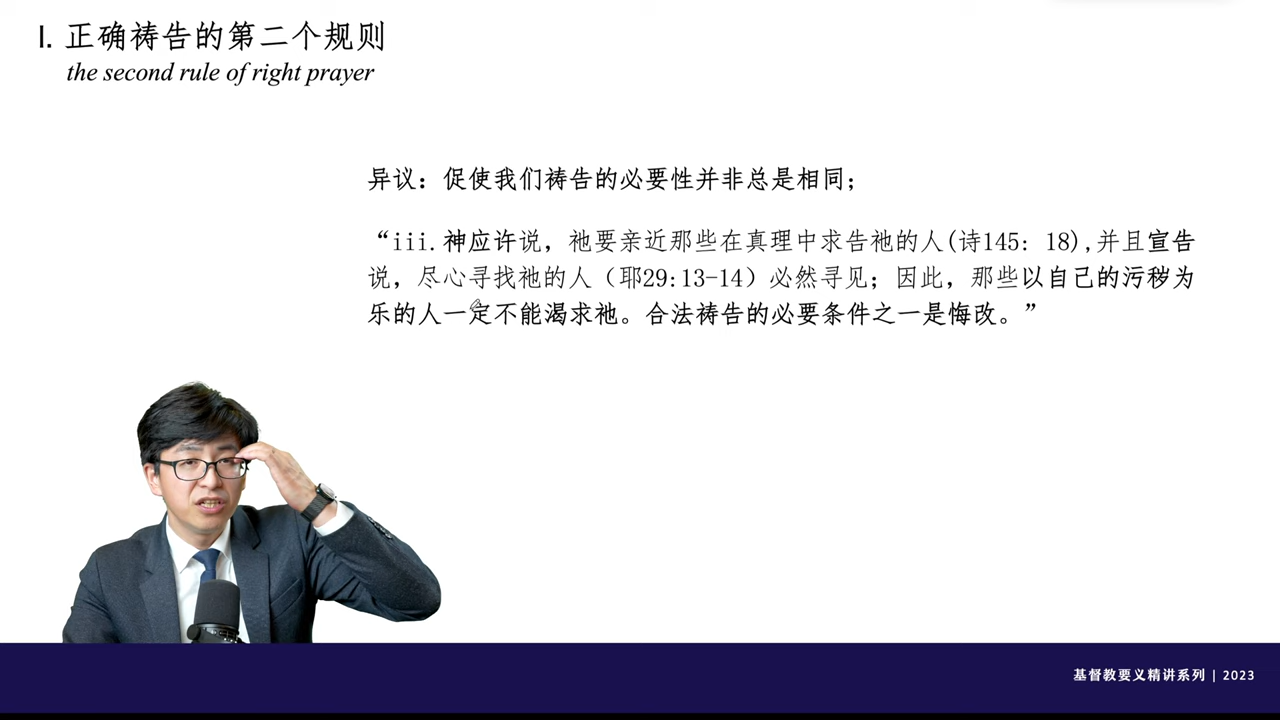 I. 正确祷告的第二个规则
the second rule of right prayer
异议：促使我们祷告的必要性并非总是相同；
“iii.神应许说，祂要亲近那些在真理中求告祂的人(诗145：18),并且宣告
说，尽心寻找祂的人（耶29:13-14）必然寻见；因此，那些以自己的污秽为
乐的人一定不能渴求祂。合法祷告的必要条件之一是悔改。”
基督教要义精讲系列 | 2023